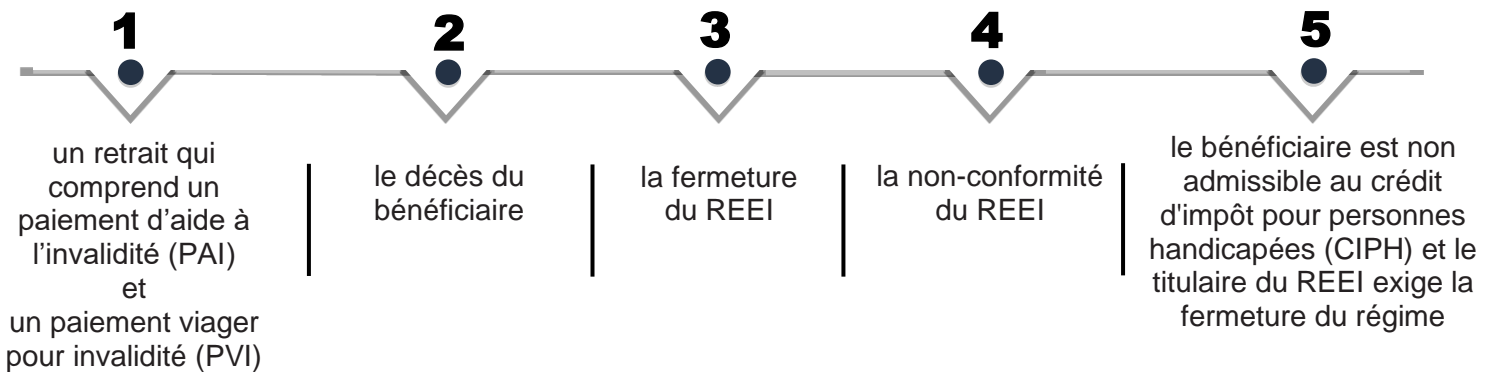 1
un retrait qui
comprend un
paiement d’aide à
l’invalidité (PAI)
et
un paiement viager
pour invalidité (PVI)
2
le décès du
bénéficiaire
3
la fermeture
du REEI
4
la non-conformité
du REEI
5
le bénéficiaire est non
admissible au crédit
d'impôt pour personnes
handicapées (CIPH) et le
titulaire du REEI exige la
fermeture du régime